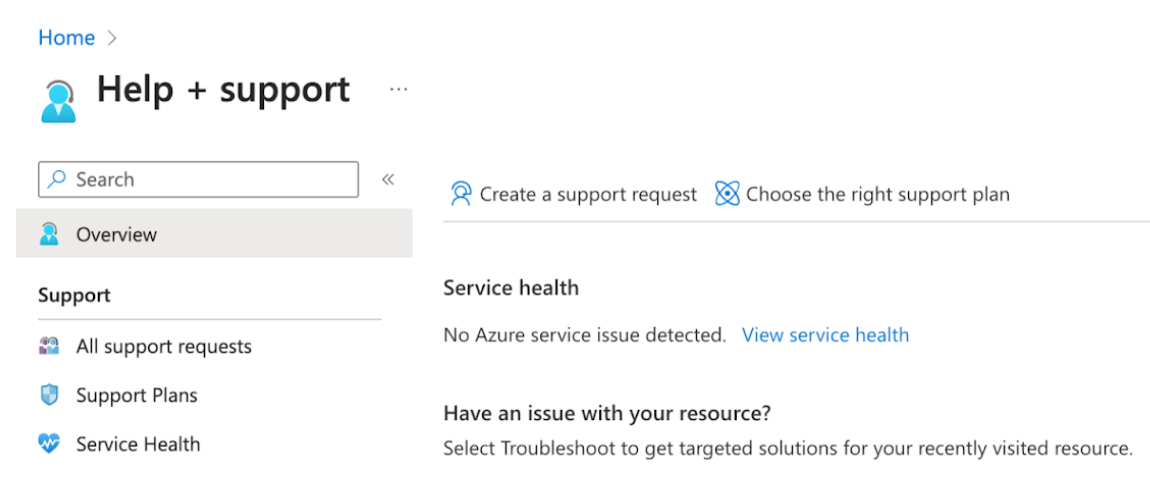 Home >
Help + support ...
Search «
Create a support request Choose the right support plan
Overview
Service health
Support
No Azure service issue detected. View service health
All support requests
Support Plans
Have an issue with your resource?
Service Health
Select Troubleshoot to get targeted solutions for your recently visited resource.